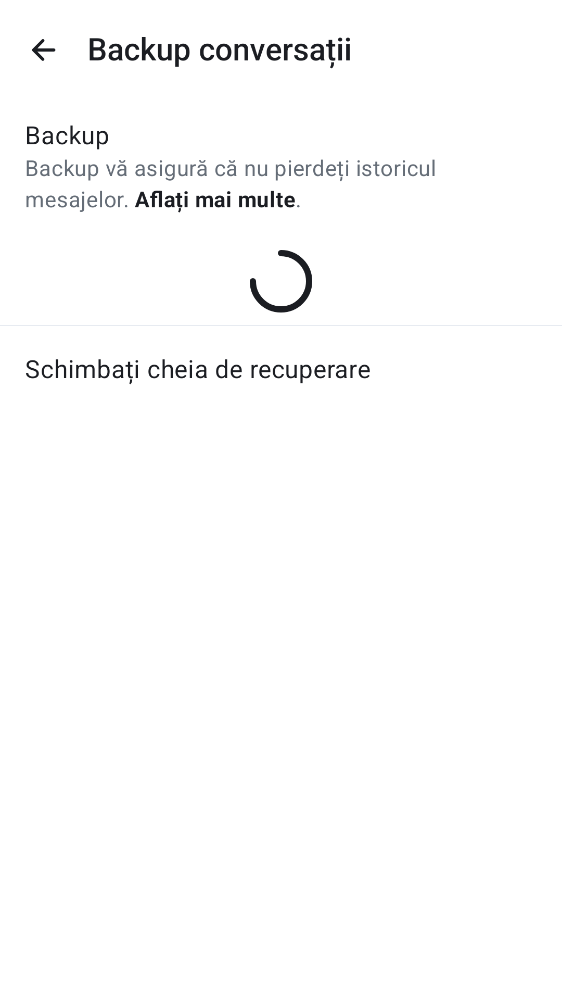 Backup conversații
Backup
Backup vă asigură că nu pierdeți istoricul
mesajelor. Aflați mai multe.
Schimbați cheia de recuperare